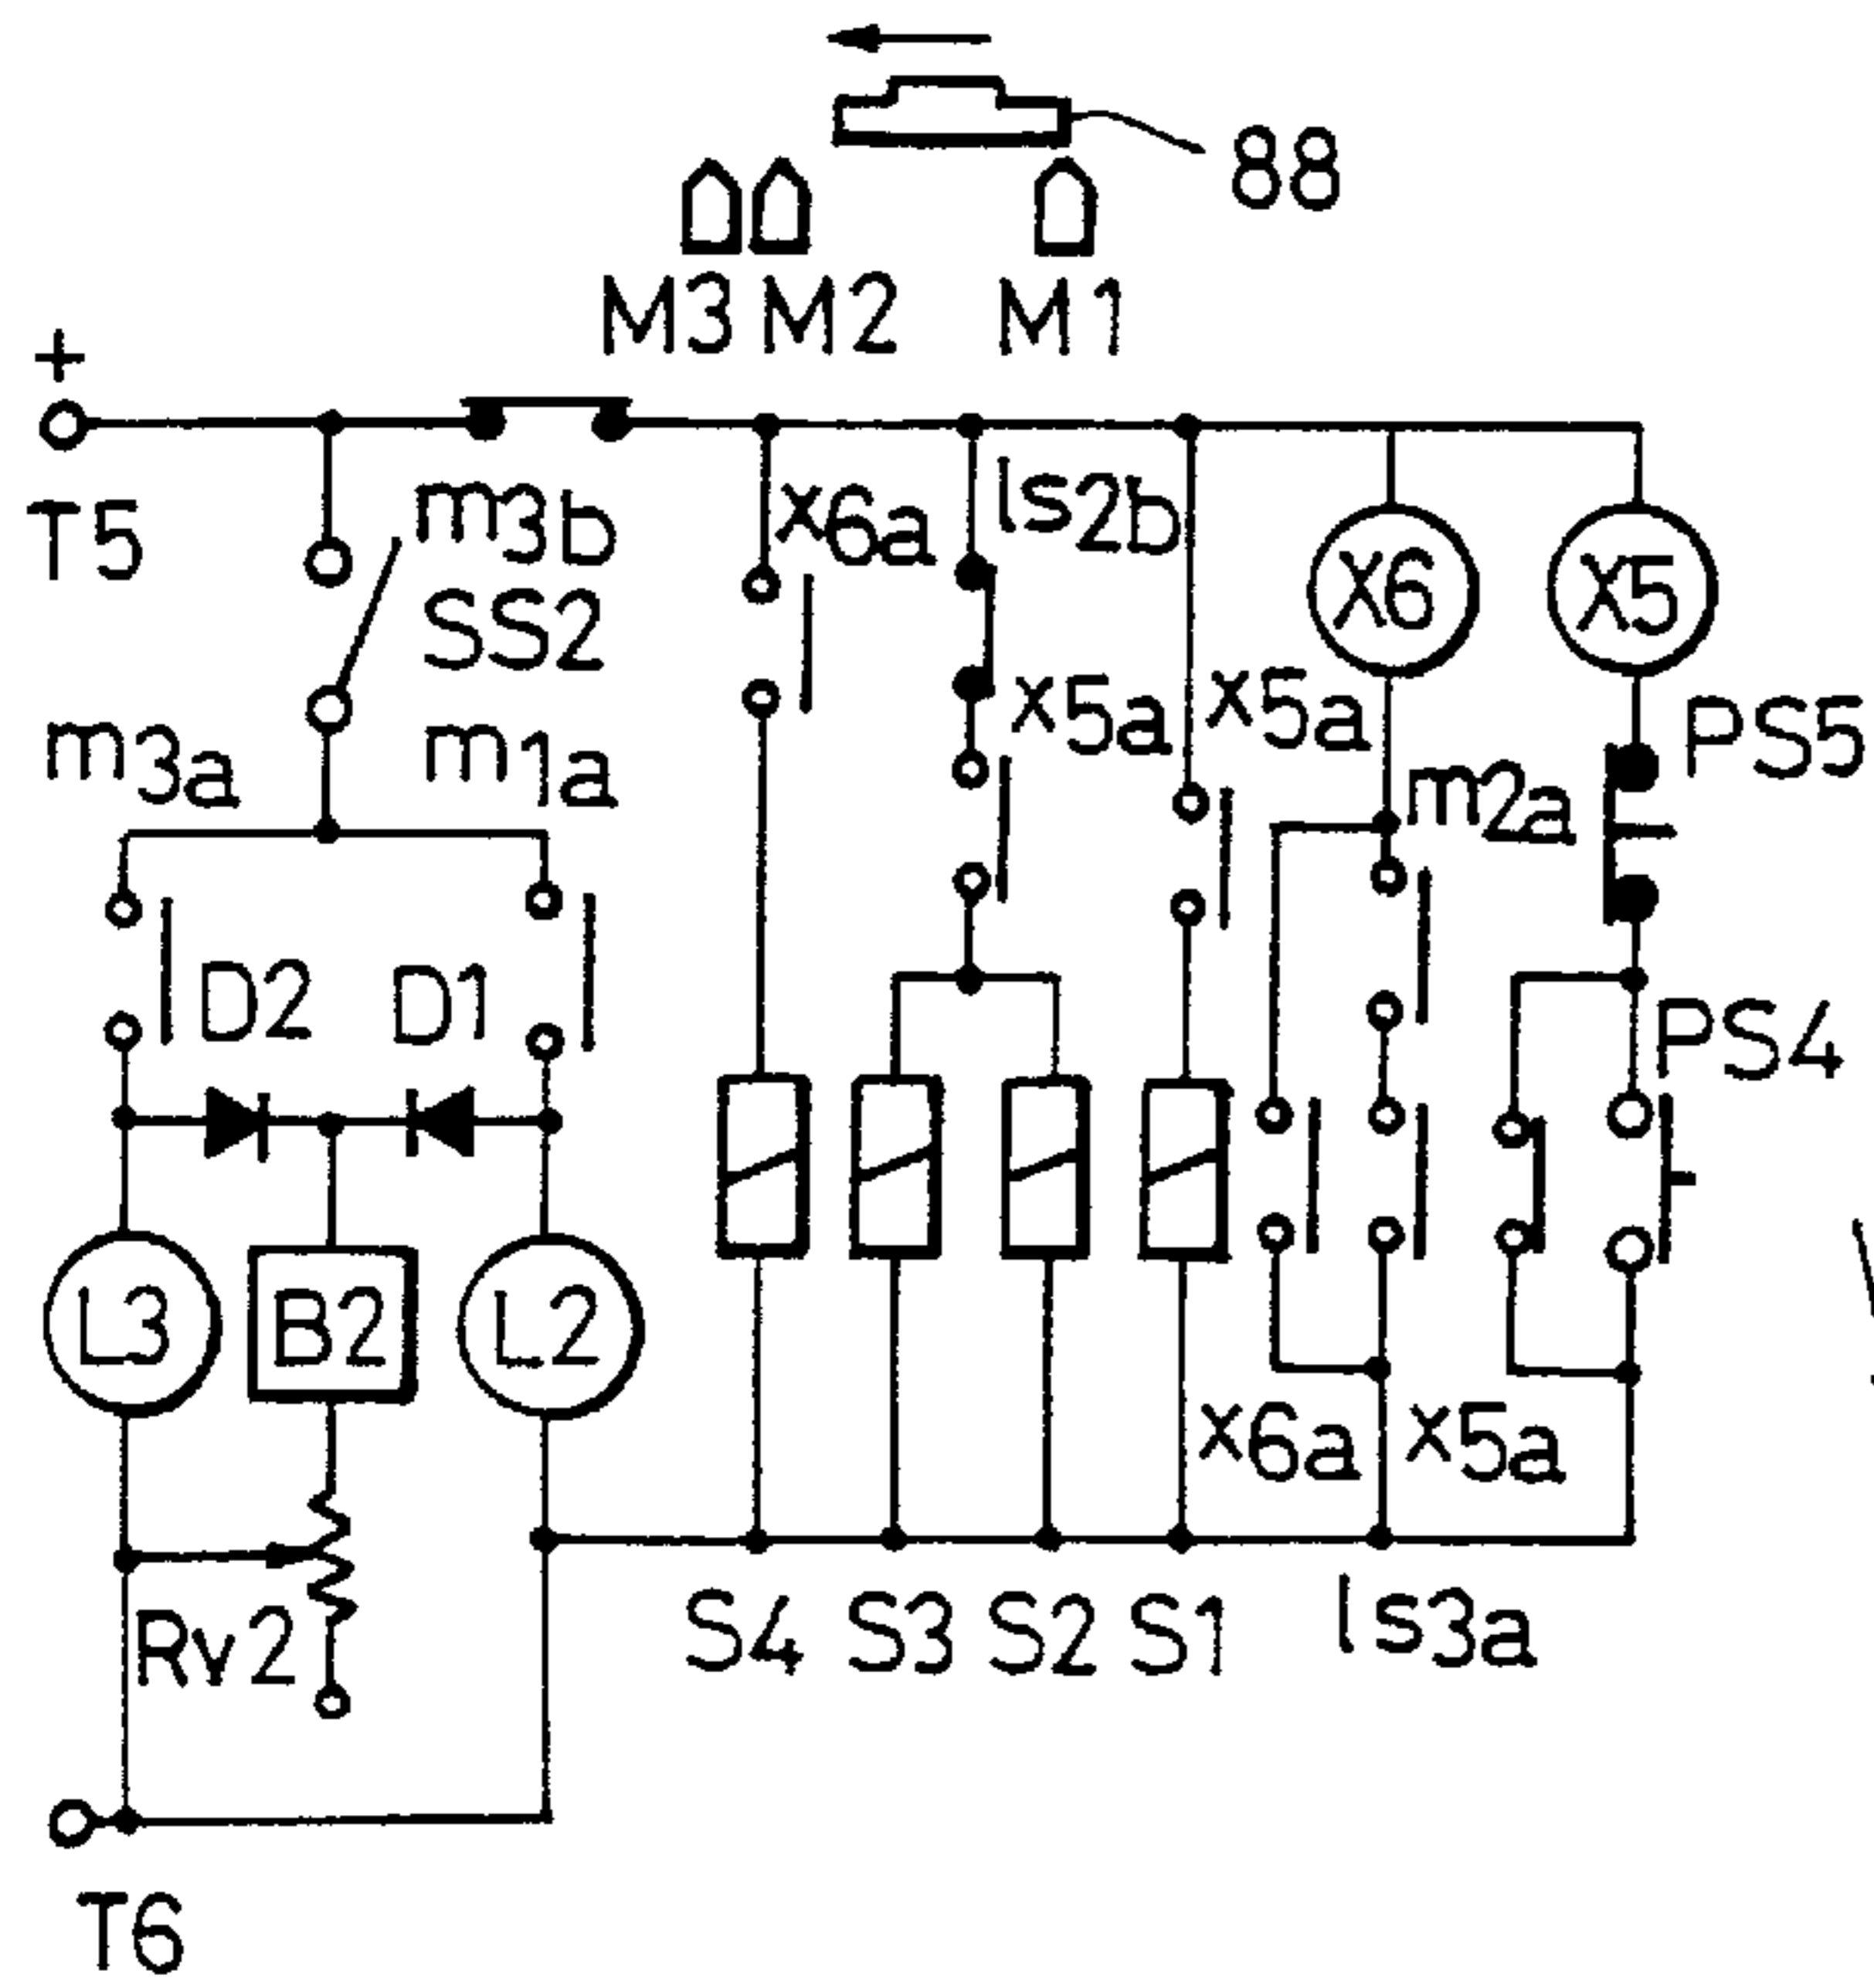 88
M3 M2 M1
+
T5
m3b
x6a
ls2b
X6
X5
SS2
m3a
m1a
x5a
x5a
m2a
PS5
D2
D1
PS4
L3
B2
L2
x6a
x5a
Rv2
S4
S3
S2
S1
ls3a
T6